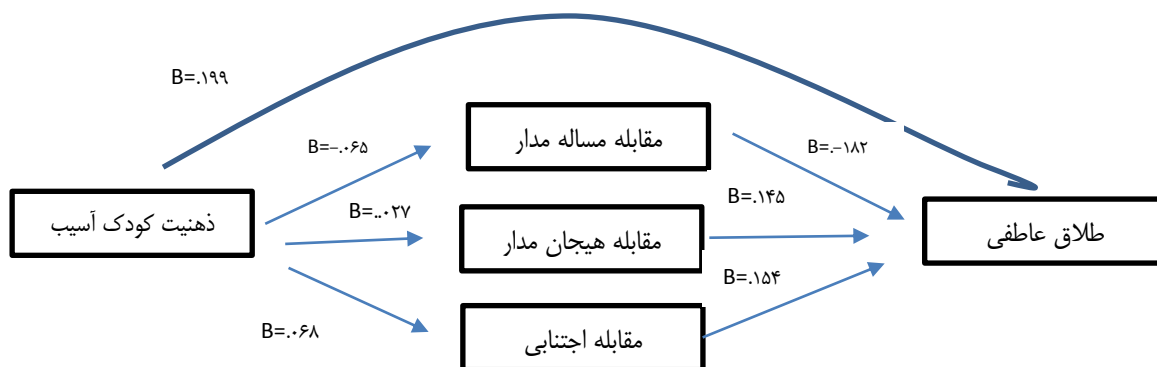 B=.۱۹۹
مقابله مساله مدار
B=-.۰۶۵
B=.-۱۸۲
ذهنیت کودک آسیب
B=..۰۲۷
مقابله هیجان مدار
B=.۱۴۵
طلاق عاطفی
B=.۰۶۸
مقابله اجتنابی
B=.۱۵۴